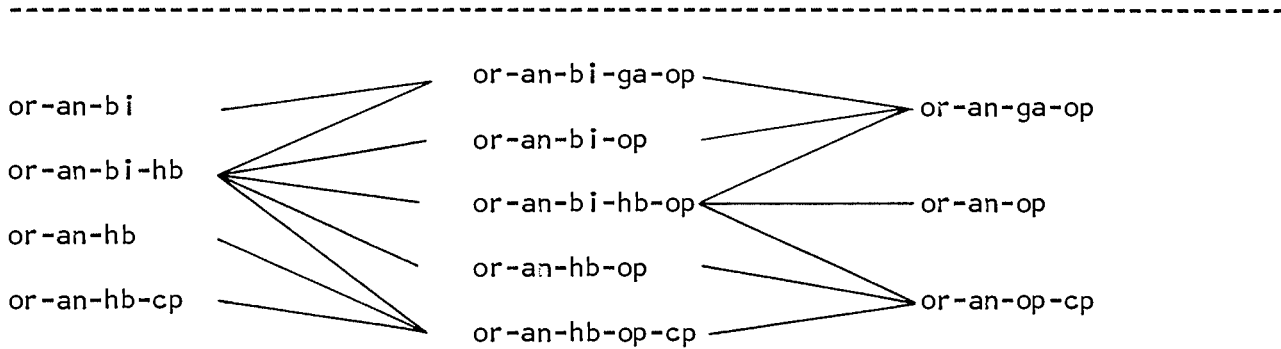 or-an-bi
or-an-bi-hb
or-an-hb
or-an-hb-cp
or-an-bi-ga-op
or-an-bi-op
or-an-bi-hb-op
or-an-hb-op
or-an-hb-op-cp
or-an-ga-op
or-an-op
or-an-op-cp